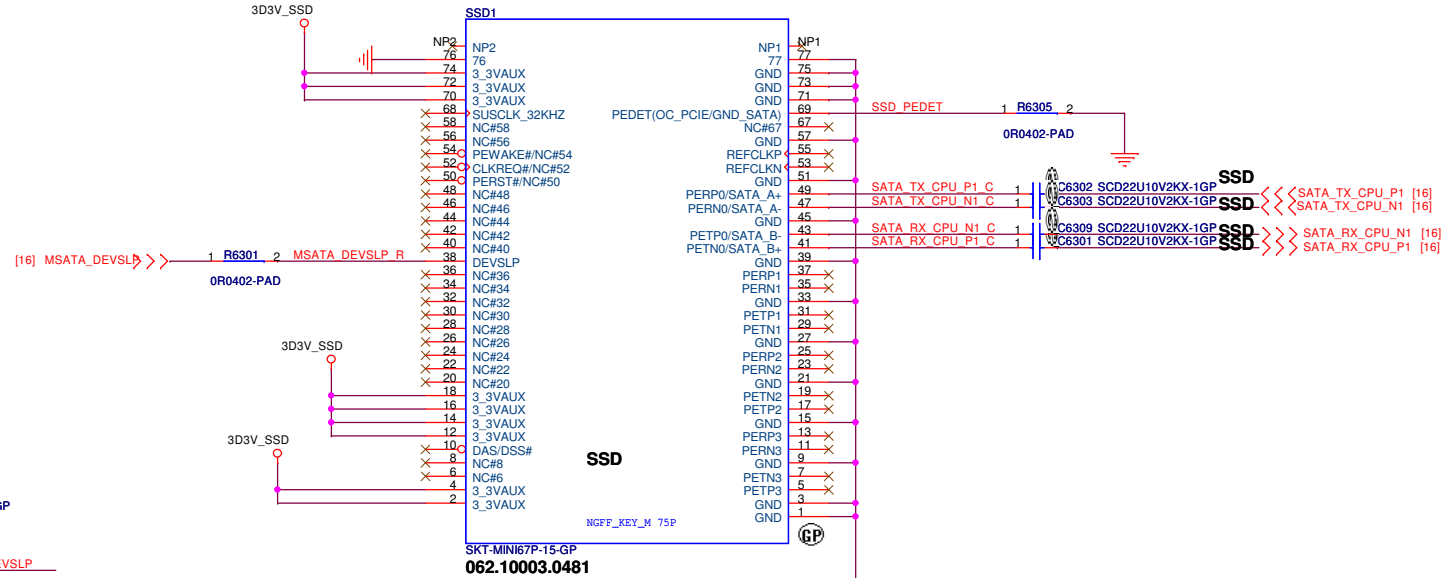 3D3V_SSD
SSD1
NP2 NP2 NP1 NP1
76 76 77 77
74 3_3VAUX GND 75
72 3_3VAUX GND 73
70 3_3VAUX GND 71
68 SUSCLK_32KHZ PEDET(OC_PCIE/GND_SATA) 69 SSD_PEDET 1 R6305 2
58 NC#58 NC#67 67
0R0402-PAD
56 NC#56 GND 57
54 PEWAKE#/NC#54 REFCLKP 55
52 CLKREQ#/NC#52 REFCLKN 53
50 PERST#/NC#50 GND 51
48 NC#48 PERP0/SATA_A+ 49 SATA_TX_CPU_P1_C 1 C6302 SCD22U10V2KX-1GP SSD SATA_TX_CPU_P1 [16]
46 NC#46 PERN0/SATA_A- 47 SATA_TX_CPU_N1_C 1 C6303 SCD22U10V2KX-1GP SSD SATA_TX_CPU_N1 [16]
44 NC#44 GND 45
42 NC#42 PETP0/SATA_B- 43 SATA_RX_CPU_N1_C 1 C6309 SCD22U10V2KX-1GP SSD SATA_RX_CPU_N1 [16]
40 NC#40 PETN0/SATA_B+ 41 SATA_RX_CPU_P1_C 1 C6301 SCD22U10V2KX-1GP SSD SATA_RX_CPU_P1 [16]
[16] MSATA_DEVSLP 1 R6301 2 MSATA_DEVSLP_R 38 DEVSLP GND 39
0R0402-PAD
36 NC#36 PERP1 37
34 NC#34 PERN1 35
32 NC#32 GND 33
30 NC#30 PETP1 31
28 NC#28 PETN1 29
26 NC#26 GND 27
3D3V_SSD
24 NC#24 PERP2 25
22 NC#22 PERN2 23
20 NC#20 GND 21
18 3_3VAUX PETN2 19
16 3_3VAUX PETP2 17
14 3_3VAUX GND 15
12 3_3VAUX PERP3 13
3D3V_SSD
10 DAS/DSS# PERN3 11
8 NC#8 SSD GND 9
6 NC#6 PETN3 7
4 3_3VAUX PETP3 5
2 3_3VAUX GND 3
GP
NGFF_KEY_M 75P GND 1
GP
SKT-MINI67P-15-GP
062.10003.0481
EVSLP